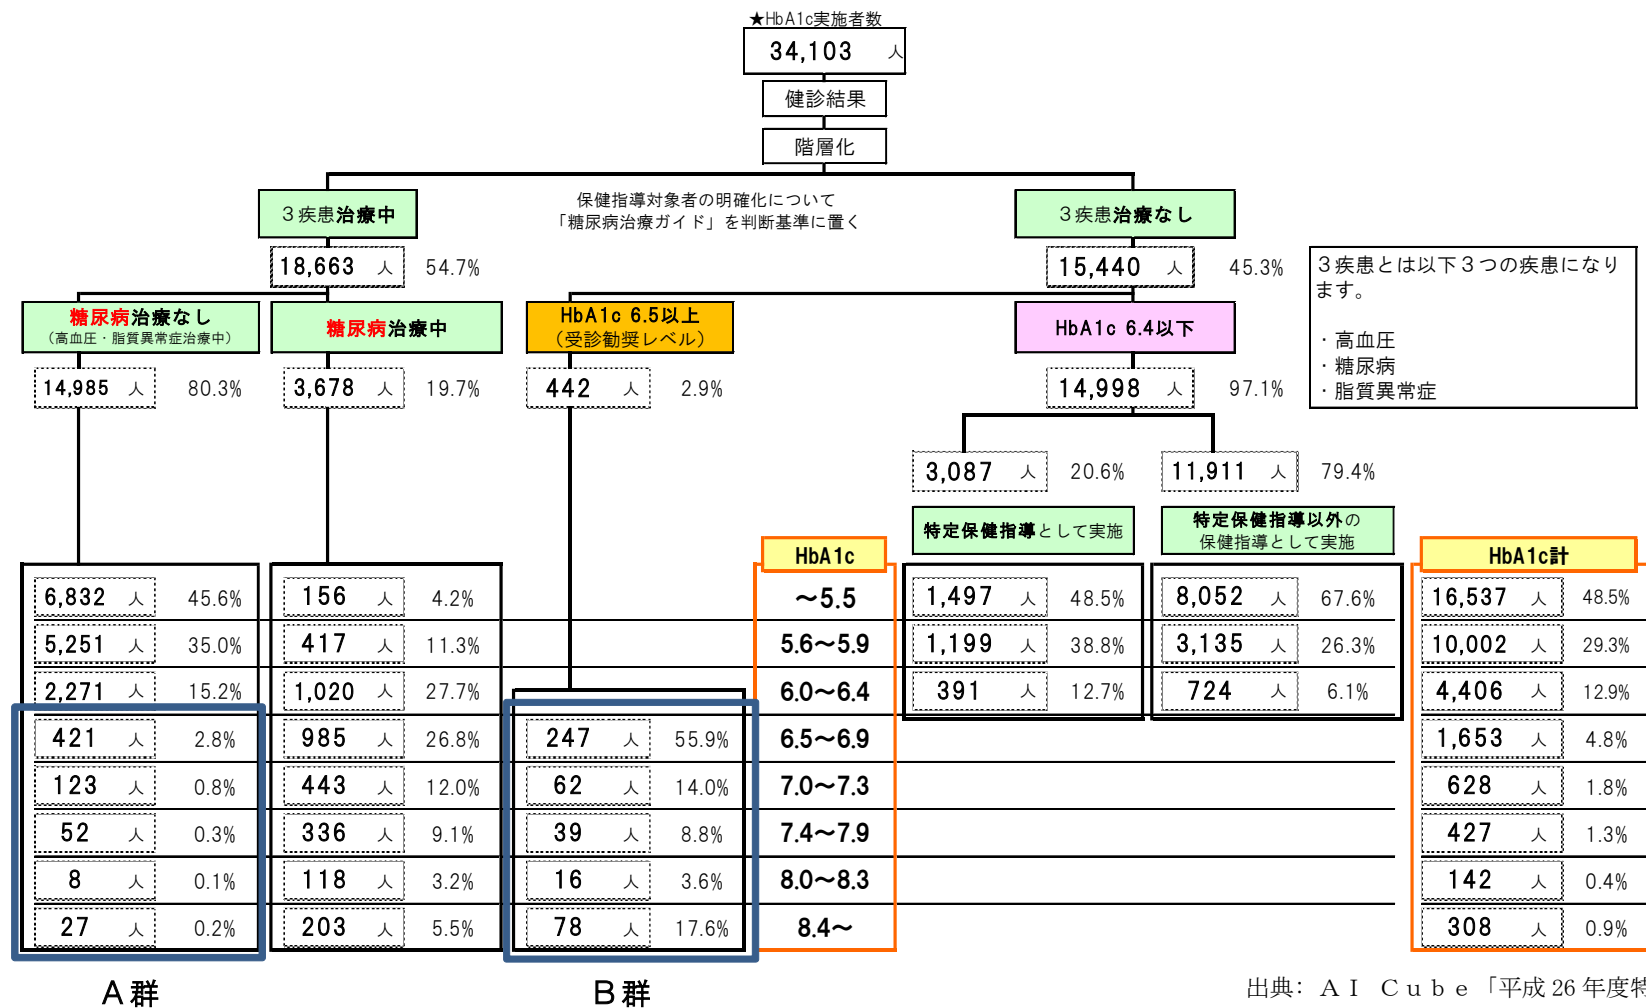 ★HbA1c実施者数
34,103 人
健診結果
階層化
保健指導対象者の明確化について
「糖尿病治療ガイド」を判断基準に置く
3疾患治療中
18,663 人 54.7%
3疾患治療なし
15,440 人 45.3%
3疾患とは以下3つの疾患になり
ます。
・高血圧
・糖尿病
・脂質異常症
糖尿病治療なし
（高血圧・脂質異常症治療中）
14,985 人 80.3%
糖尿病治療中
3,678 人 19.7%
HbA1c 6.5以上
（受診勧奨レベル）
442 人 2.9%
HbA1c 6.4以下
14,998 人 97.1%
3,087 人 20.6% 11,911 人 79.4%
特定保健指導として実施
特定保健指導以外の
保健指導として実施
HbA1c
HbA1c計
6,832 人 45.6% 156 人 4.2% ～5.5 1,497 人 48.5% 8,052 人 67.6% 16,537 人 48.5%
5,251 人 35.0% 417 人 11.3% 5.6～5.9 1,199 人 38.8% 3,135 人 26.3% 10,002 人 29.3%
2,271 人 15.2% 1,020 人 27.7% 6.0～6.4 391 人 12.7% 724 人 6.1% 4,406 人 12.9%
421 人 2.8% 985 人 26.8% 247 人 55.9% 6.5～6.9 1,653 人 4.8%
123 人 0.8% 443 人 12.0% 62 人 14.0% 7.0～7.3 628 人 1.8%
52 人 0.3% 336 人 9.1% 39 人 8.8% 7.4～7.9 427 人 1.3%
8 人 0.1% 118 人 3.2% 16 人 3.6% 8.0～8.3 142 人 0.4%
27 人 0.2% 203 人 5.5% 78 人 17.6% 8.4～ 308 人 0.9%
A群 B群
出典：ＡＩ Ｃｕｂｅ「平成26年度特